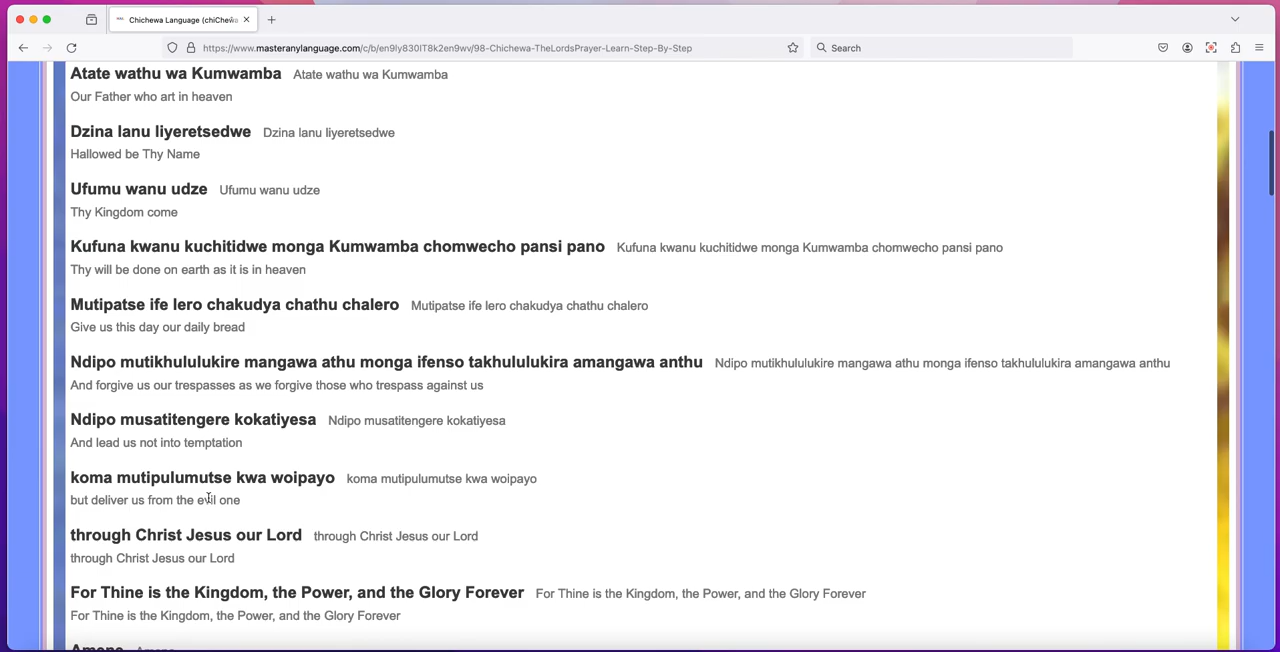 Chichewa Language (chiChewa
https://www.masteranylanguage.com/c/b/en9ly830IT8k2en9wv/98-Chichewa-TheLordsPrayer-Learn-Step-By-Step
Search
Atate wathu wa Kumwamba Atate wathu wa Kumwamba
Our Father who art in heaven
Dzina lanu liyeretsedwe Dzina lanu liyeretsedwe
Hallowed be Thy Name
Ufumu wanu udze Ufumu wanu udze
Thy Kingdom come
Kufuna kwanu kuchitidwe monga Kumwamba chomwecho pansi pano Kufuna kwanu kuchitidwe monga Kumwamba chomwecho pansi pano
Thy will be done on earth as it is in heaven
Mutipatse ife lero chakudya chathu chalero Mutipatse ife lero chakudya chathu chalero
Give us this day our daily bread
Ndipo mutikhululukire mangawa athu monga ifenso takhululukira amangawa anthu Ndipo mutikhululukire mangawa athu monga ifenso takhululukira amangawa anthu
And forgive us our trespasses as we forgive those who trespass against us
Ndipo musatitengere kokatiyesa Ndipo musatitengere kokatiyesa
And lead us not into temptation
koma mutipulumutse kwa woipayo koma mutipulumutse kwa woipayo
but deliver us from the evil one
through Christ Jesus our Lord through Christ Jesus our Lord
through Christ Jesus our Lord
For Thine is the Kingdom, the Power, and the Glory Forever For Thine is the Kingdom, the Power, and the Glory Forever
For Thine is the Kingdom, the Power, and the Glory Forever